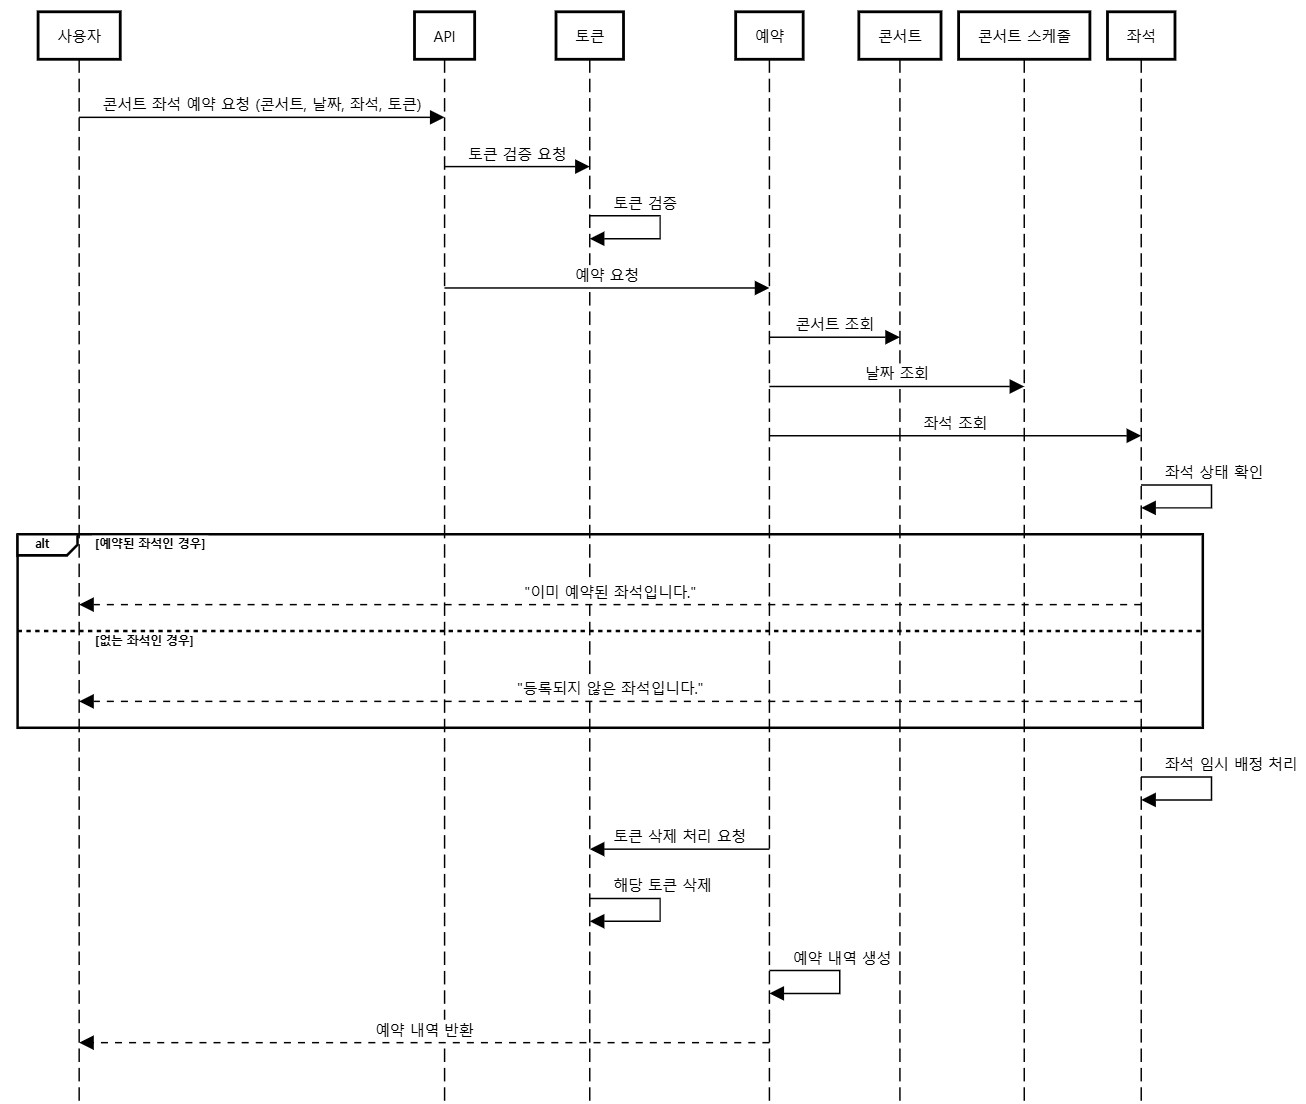 사용자
API
토큰
예약
콘서트
콘서트 스케줄
좌석
콘서트 좌석 예약 요청 (콘서트, 날짜, 좌석, 토큰)
토큰 검증 요청
토큰 검증
예약 요청
콘서트 조회
날짜 조회
좌석 조회
좌석 상태 확인
alt
[예약된 좌석인 경우]
"이미 예약된 좌석입니다."
[없는 좌석인 경우]
"등록되지 않은 좌석입니다."
좌석 임시 배정 처리
토큰 삭제 처리 요청
해당 토큰 삭제
예약 내역 생성
예약 내역 반환